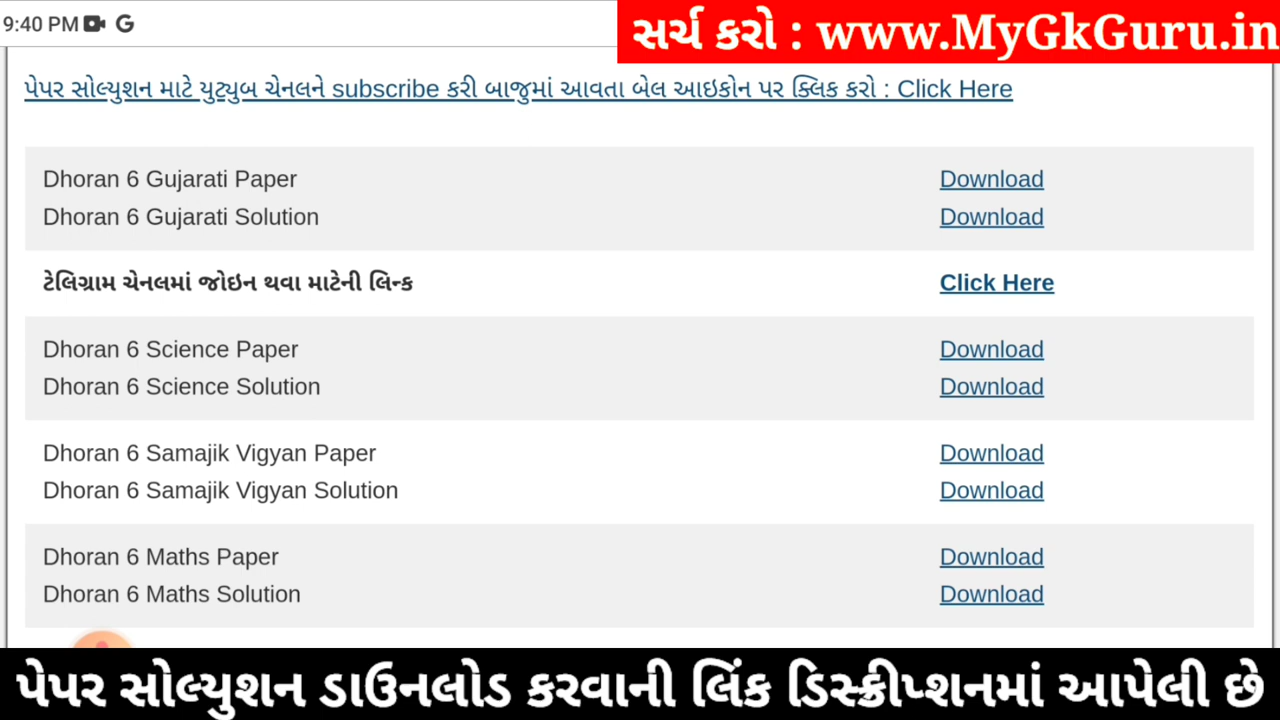 9:40 PM G
સર્ચ કરો : www.MyGkGuru.in
પેપર સોલ્યુશન માટે યુટ્યુબ ચેનલને subscribe કરી બાજુમાં આવતા બેલ આઇકોન પર ક્લિક કરો : Click Here
Dhoran 6 Gujarati Paper Download
Dhoran 6 Gujarati Solution Download
ટેલિગ્રામ ચેનલમાં જોઇન થવા માટેની લિન્ક Click Here
Dhoran 6 Science Paper Download
Dhoran 6 Science Solution Download
Dhoran 6 Samajik Vigyan Paper Download
Dhoran 6 Samajik Vigyan Solution Download
Dhoran 6 Maths Paper Download
Dhoran 6 Maths Solution Download
પેપર સોલ્યુશન ડાઉનલોડ કરવાની લિંક ડિસ્ક્રીપ્શનમાં આપેલી છે